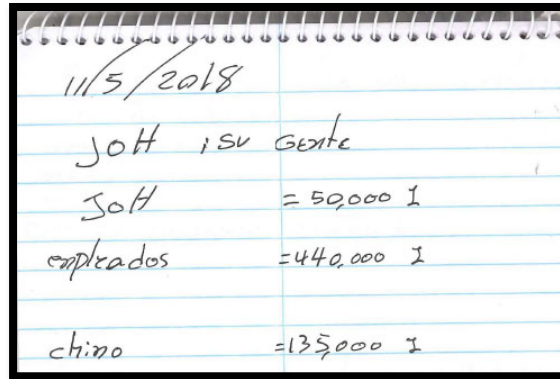 11/5/2018
JOH i su Gente
JOH = 50,000 I
empleados =440,000 I
chino =135,000 I